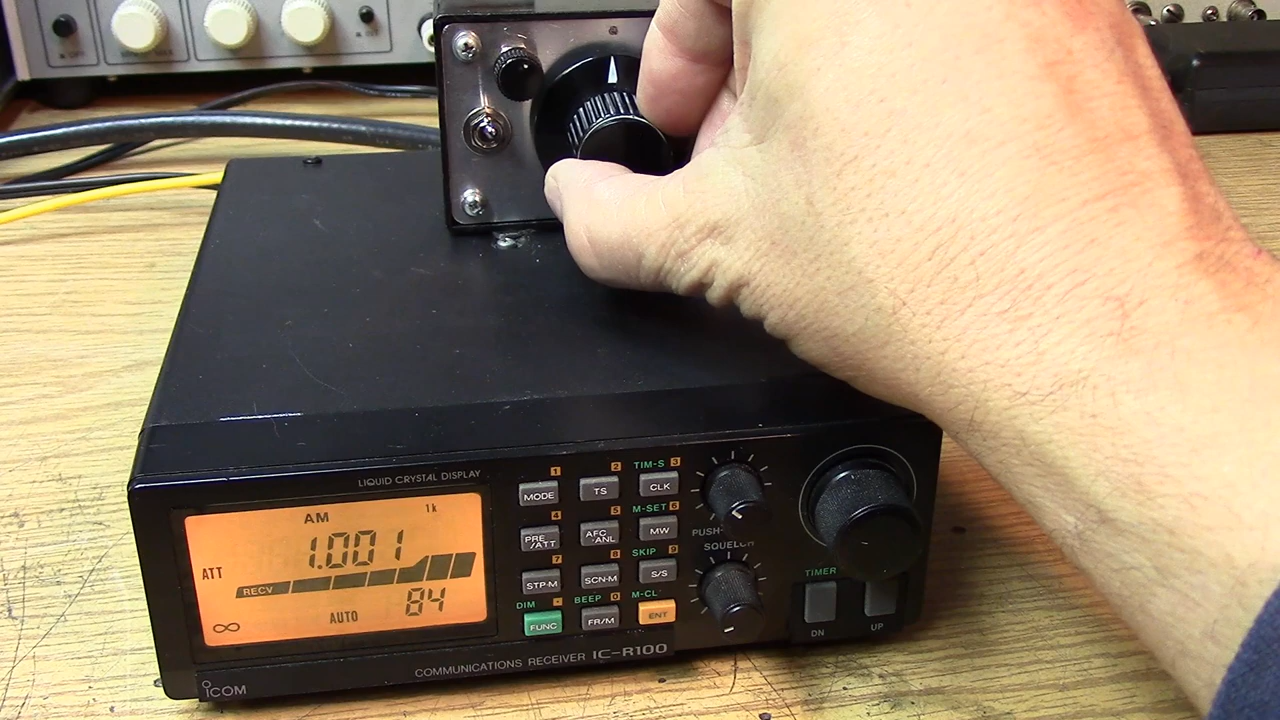 LIQUID CRYSTAL DISPLAY
AM 1k
1.001
ATT
RECV
AUTO 84
∞
1 2 TIM-S 3
MODE TS CLK
4 5 M-SET 6
PRE /ATT AFC ·ANL MW
7 8 SKIP 9
STP·M SCN·M S/S
DIM · BEEP 0 M-CL
FUNC FR/M ENT
PUSH-
SQUELCH
TIMER
DN UP
COMMUNICATIONS RECEIVER IC-R100
ICOM